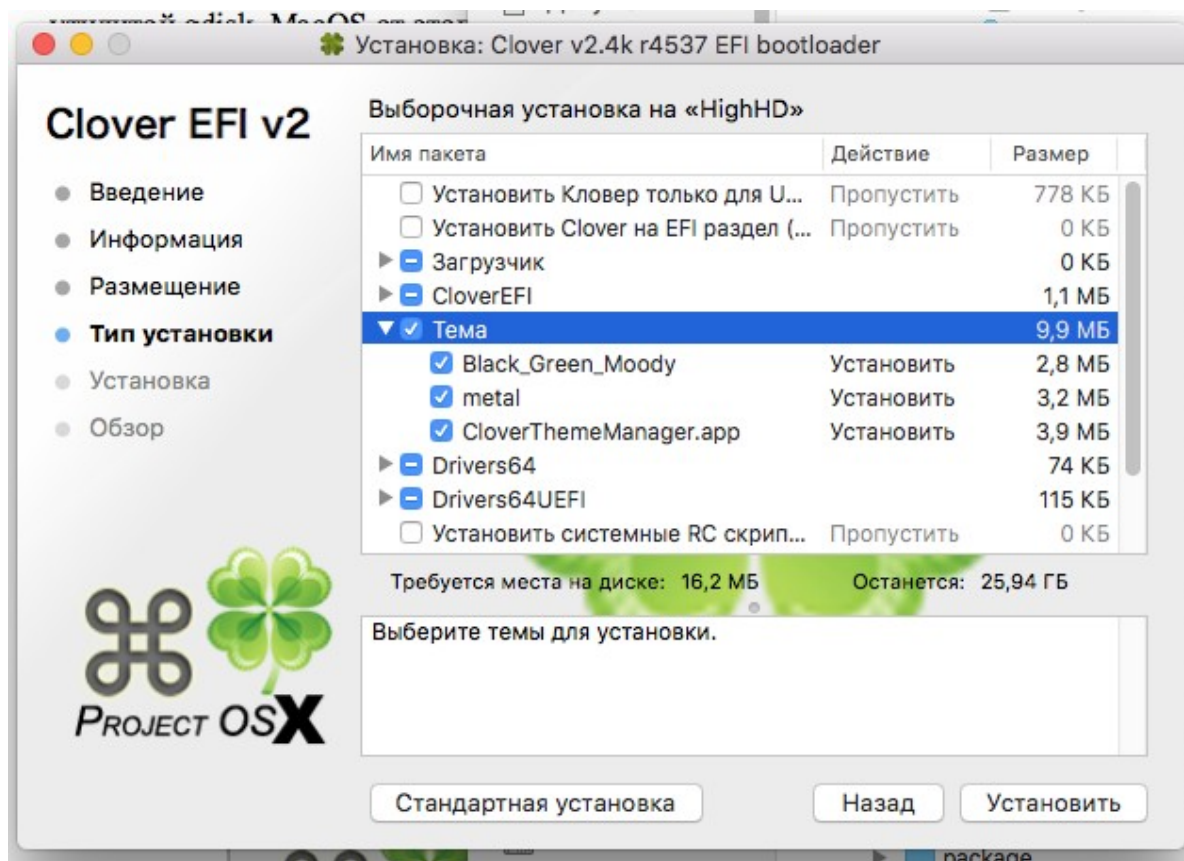 Установка: Clover v2.4k r4537 EFI bootloader
Clover EFI v2
Введение
Информация
Размещение
Тип установки
Установка
Обзор
PROJECT OSX
Выборочная установка на «HighHD»
Имя пакета Действие Размер
Установить Кловер только для U... Пропустить 778 КБ
Установить Clover на EFI раздел (... Пропустить 0 КБ
Загрузчик 0 КБ
CloverEFI 1,1 МБ
Тема 9,9 МБ
Black_Green_Moody Установить 2,8 МБ
metal Установить 3,2 МБ
CloverThemeManager.app Установить 3,9 МБ
Drivers64 74 КБ
Drivers64UEFI 115 КБ
Установить системные RC скрип... Пропустить 0 КБ
Требуется места на диске: 16,2 МБ Останется: 25,94 ГБ
Выберите темы для установки.
Стандартная установка Назад Установить
package